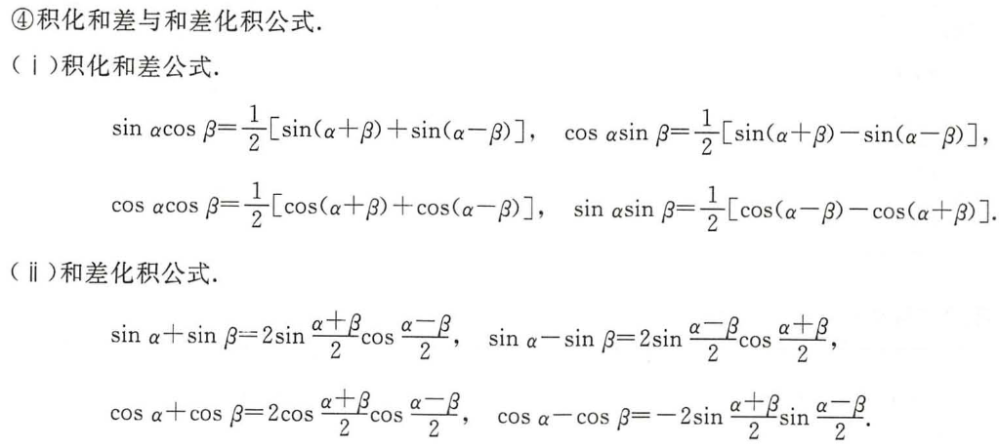 ④积化和差与和差化积公式.
(ⅰ)积化和差公式.
sin αcos β=1/2[sin(α+β)+sin(α−β)], cos αsin β=1/2[sin(α+β)−sin(α−β)],
cos αcos β=1/2[cos(α+β)+cos(α−β)], sin αsin β=1/2[cos(α−β)−cos(α+β)].
(ⅱ)和差化积公式.
sin α+sin β=2sin (α+β)/2 cos (α−β)/2, sin α−sin β=2sin (α−β)/2 cos (α+β)/2,
cos α+cos β=2cos (α+β)/2 cos (α−β)/2, cos α−cos β=−2sin (α+β)/2 sin (α−β)/2.